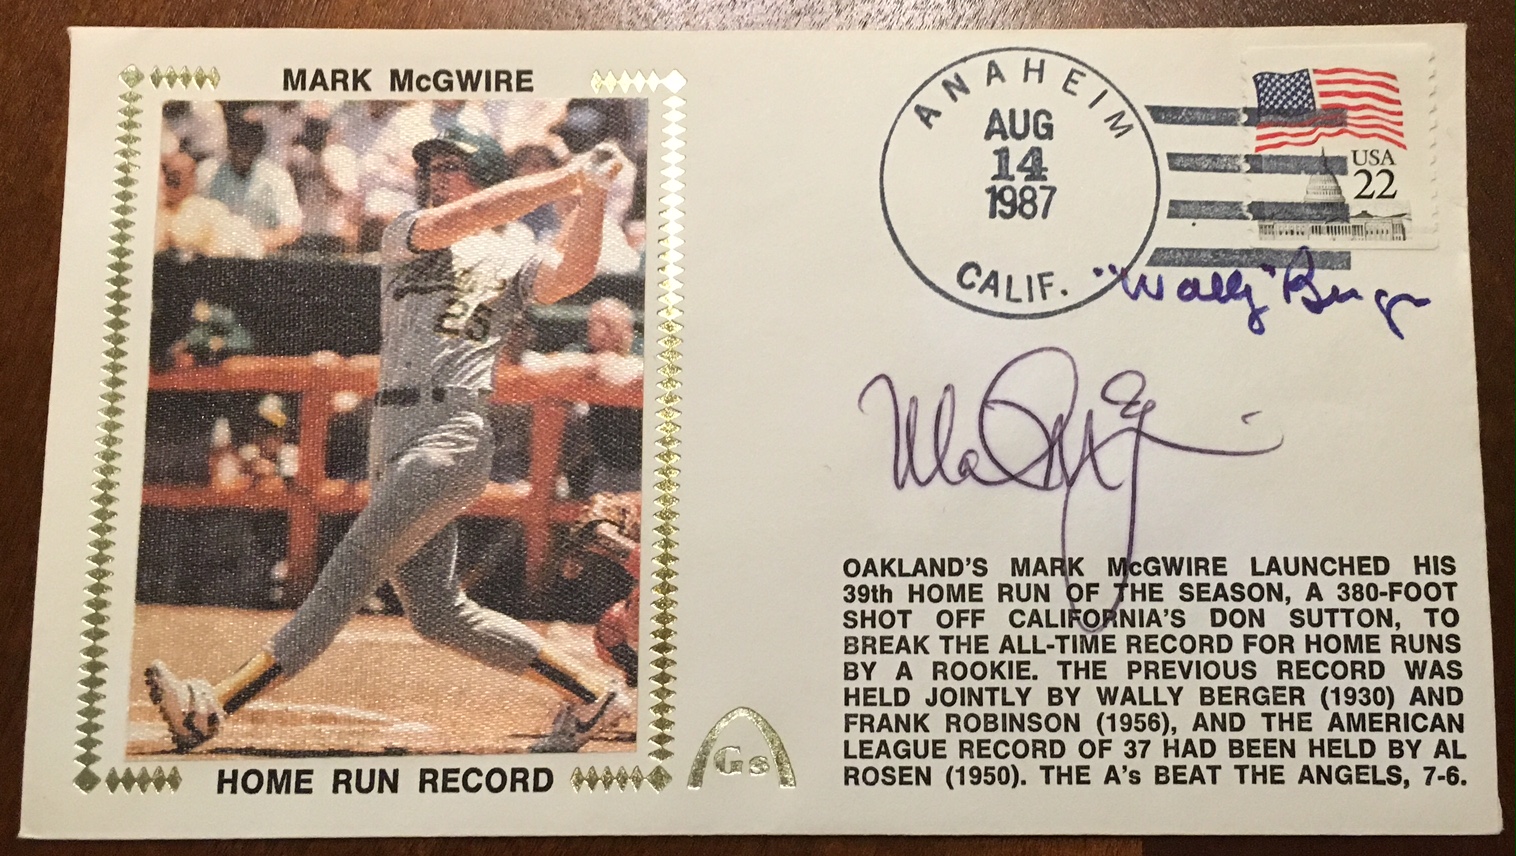 MARK McGWIRE
HOME RUN RECORD
Gs
ANAHEIM
AUG
14
1987
CALIF.
USA
22
"Wally" Berger
OAKLAND'S MARK McGWIRE LAUNCHED HIS
39th HOME RUN OF THE SEASON, A 380-FOOT
SHOT OFF CALIFORNIA'S DON SUTTON, TO
BREAK THE ALL-TIME RECORD FOR HOME RUNS
BY A ROOKIE. THE PREVIOUS RECORD WAS
HELD JOINTLY BY WALLY BERGER (1930) AND
FRANK ROBINSON (1956), AND THE AMERICAN
LEAGUE RECORD OF 37 HAD BEEN HELD BY AL
ROSEN (1950). THE A's BEAT THE ANGELS, 7-6.